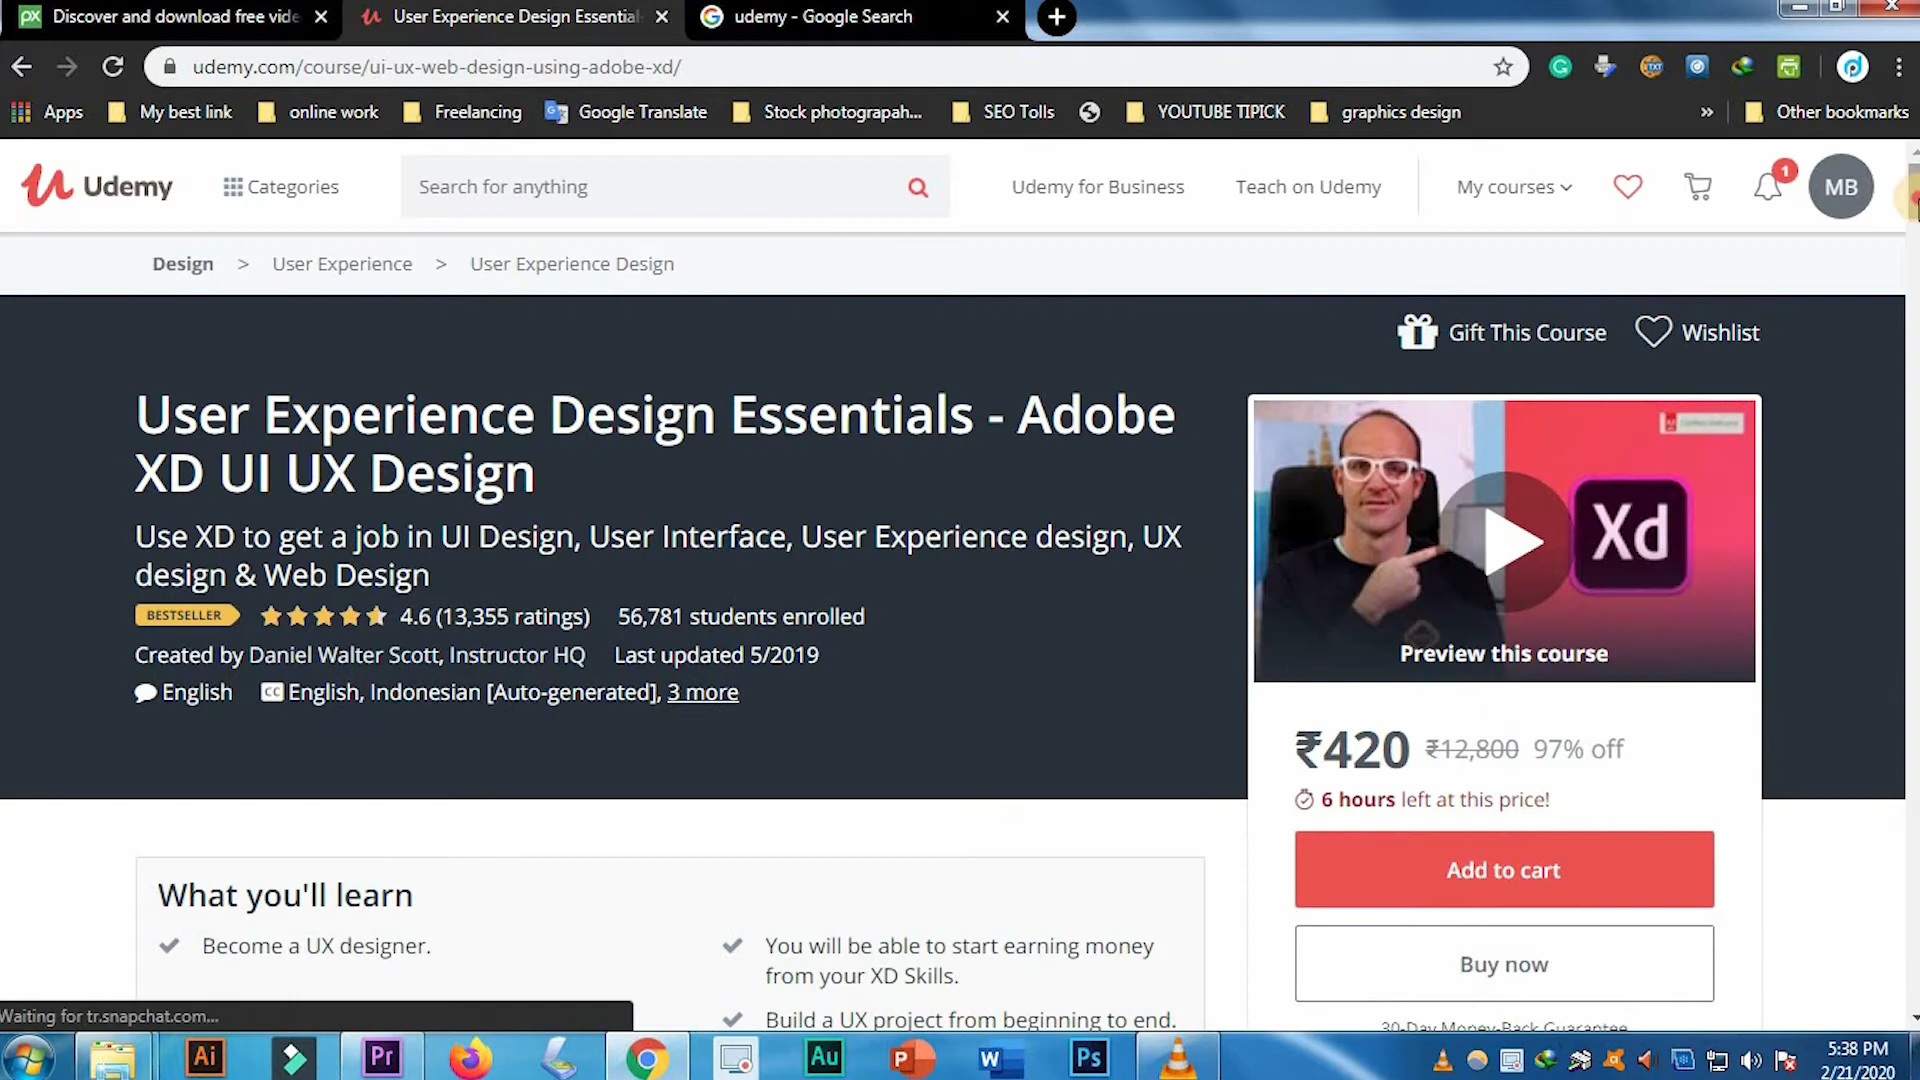 Discover and download free vide
User Experience Design Essential
udemy - Google Search
udemy.com/course/ui-ux-web-design-using-adobe-xd/
Apps
My best link
online work
Freelancing
Google Translate
Stock photograpah...
SEO Tolls
YOUTUBE TIPICK
graphics design
»
Other bookmarks
Udemy
Categories
Search for anything
Udemy for Business
Teach on Udemy
My courses
1
MB
Design > User Experience > User Experience Design
Gift This Course
Wishlist
User Experience Design Essentials - Adobe
XD UI UX Design
Use XD to get a job in UI Design, User Interface, User Experience design, UX
design & Web Design
BESTSELLER
4.6 (13,355 ratings)
56,781 students enrolled
Created by Daniel Walter Scott, Instructor HQ
Last updated 5/2019
English
CC English, Indonesian [Auto-generated], 3 more
Xd
Preview this course
₹420 ₹12,800 97% off
6 hours left at this price!
Add to cart
Buy now
30-Day Money-Back Guarantee
What you'll learn
Become a UX designer.
You will be able to start earning money
from your XD Skills.
Build a UX project from beginning to end.
Waiting for tr.snapchat.com...
Ai
Pr
Au
P
W
Ps
5:38 PM
2/21/2020